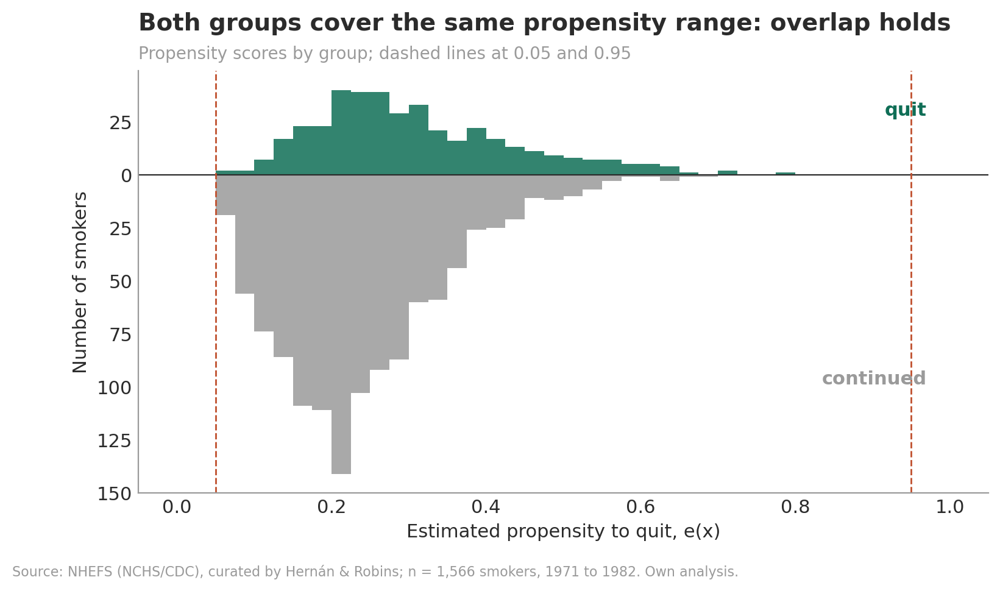 Both groups cover the same propensity range: overlap holds
Propensity scores by group; dashed lines at 0.05 and 0.95
quit
25
0
25
50
75
100
125
150
Number of smokers
continued
0.0 0.2 0.4 0.6 0.8 1.0
Estimated propensity to quit, e(x)
Source: NHEFS (NCHS/CDC), curated by Hernán & Robins; n = 1,566 smokers, 1971 to 1982. Own analysis.